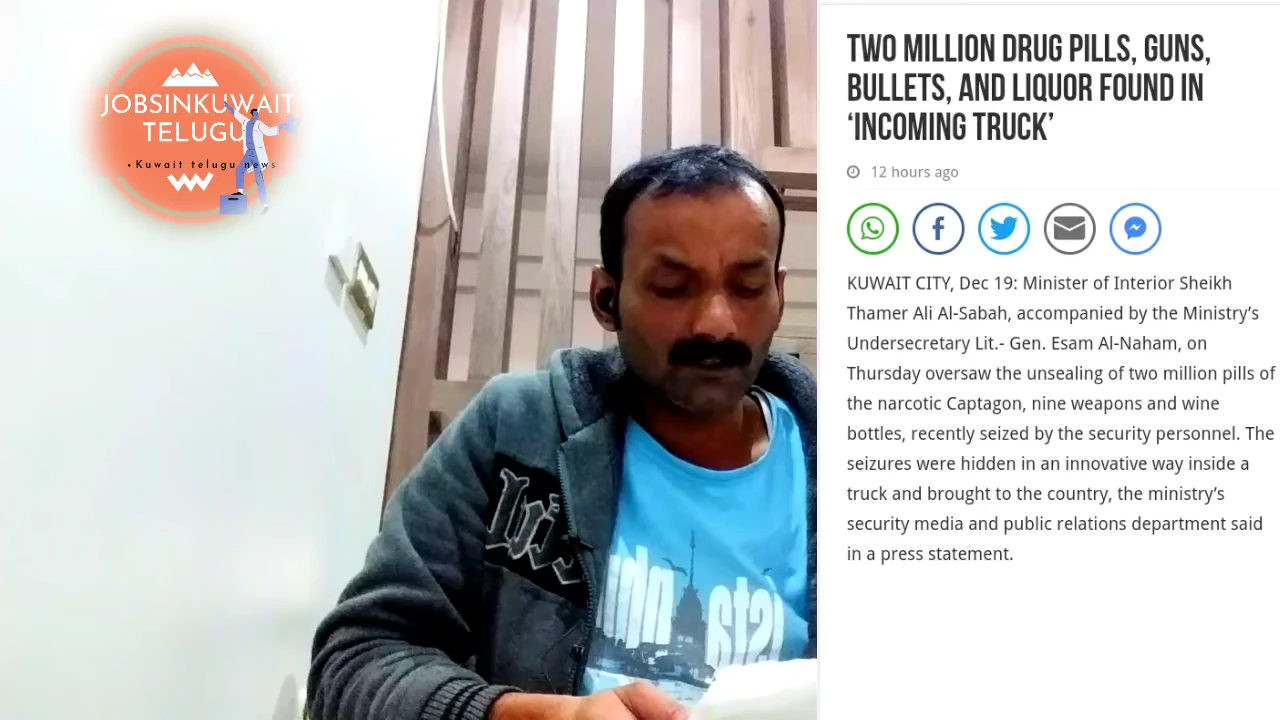 JOBSINKUWAIT
TELUGU
•Kuwait telugu news
TWO MILLION DRUG PILLS, GUNS,
BULLETS, AND LIQUOR FOUND IN
‘INCOMING TRUCK’
12 hours ago
KUWAIT CITY, Dec 19: Minister of Interior Sheikh
Thamer Ali Al-Sabah, accompanied by the Ministry’s
Undersecretary Lit.- Gen. Esam Al-Naham, on
Thursday oversaw the unsealing of two million pills of
the narcotic Captagon, nine weapons and wine
bottles, recently seized by the security personnel. The
seizures were hidden in an innovative way inside a
truck and brought to the country, the ministry’s
security media and public relations department said
in a press statement.